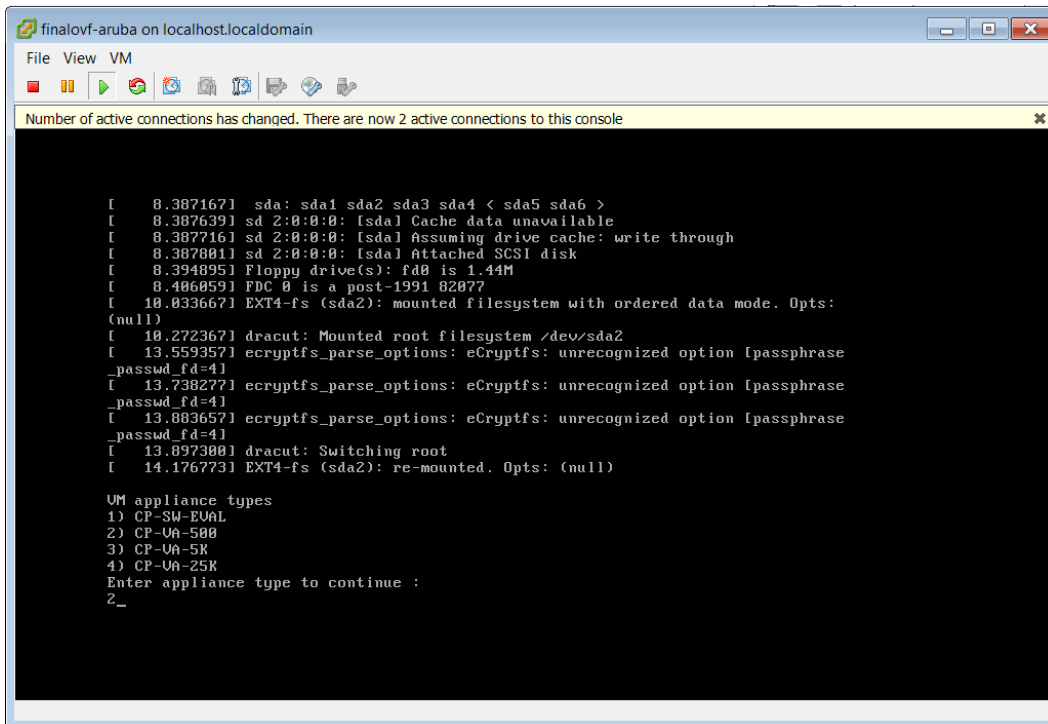 finalovf-aruba on localhost.localdomain
File View VM
Number of active connections has changed. There are now 2 active connections to this console
[    8.387167]  sda: sda1 sda2 sda3 sda4 < sda5 sda6 >
[    8.387639] sd 2:0:0:0: [sda] Cache data unavailable
[    8.387716] sd 2:0:0:0: [sda] Assuming drive cache: write through
[    8.387801] sd 2:0:0:0: [sda] Attached SCSI disk
[    8.394895] Floppy drive(s): fd0 is 1.44M
[    8.406059] FDC 0 is a post-1991 82077
[   10.033667] EXT4-fs (sda2): mounted filesystem with ordered data mode. Opts:
(null)
[   10.272367] dracut: Mounted root filesystem /dev/sda2
[   13.559357] ecryptfs_parse_options: eCryptfs: unrecognized option [passphrase
_passwd_fd=4]
[   13.738277] ecryptfs_parse_options: eCryptfs: unrecognized option [passphrase
_passwd_fd=4]
[   13.883657] ecryptfs_parse_options: eCryptfs: unrecognized option [passphrase
_passwd_fd=4]
[   13.897300] dracut: Switching root
[   14.176773] EXT4-fs (sda2): re-mounted. Opts: (null)
VM appliance types
1) CP-SW-EVAL
2) CP-VA-500
3) CP-VA-5K
4) CP-VA-25K
Enter appliance type to continue :
2_